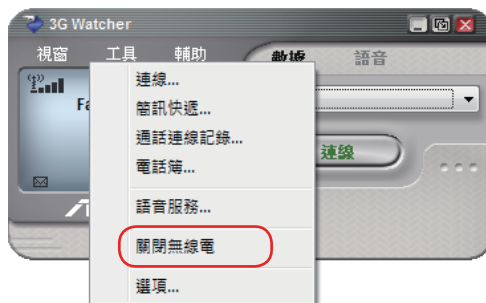 3G Watcher
視窗 工具 輔助 數據 語音
連線...
簡訊快遞...
通話連線記錄...
電話簿...
連線
語音服務...
關閉無線電
選項...